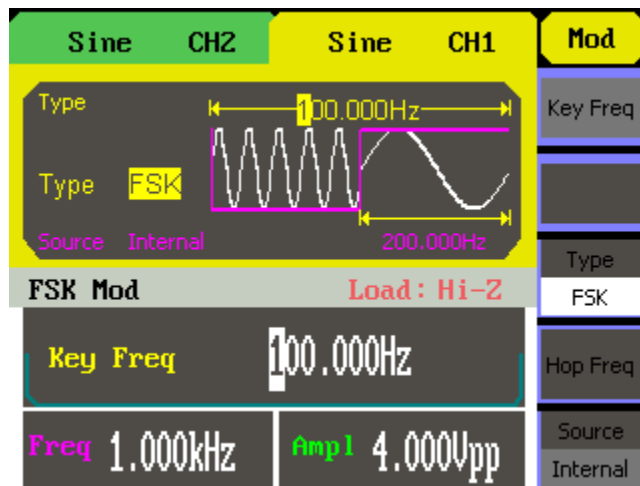 Sine CH2 Sine CH1 Mod
Type 100.000Hz Key Freq
Type FSK
Source Internal 200.000Hz
Type
FSK Mod Load: Hi-Z FSK
Key Freq 100.000Hz Hop Freq
Freq 1.000kHz Ampl 4.000Vpp Source
Internal